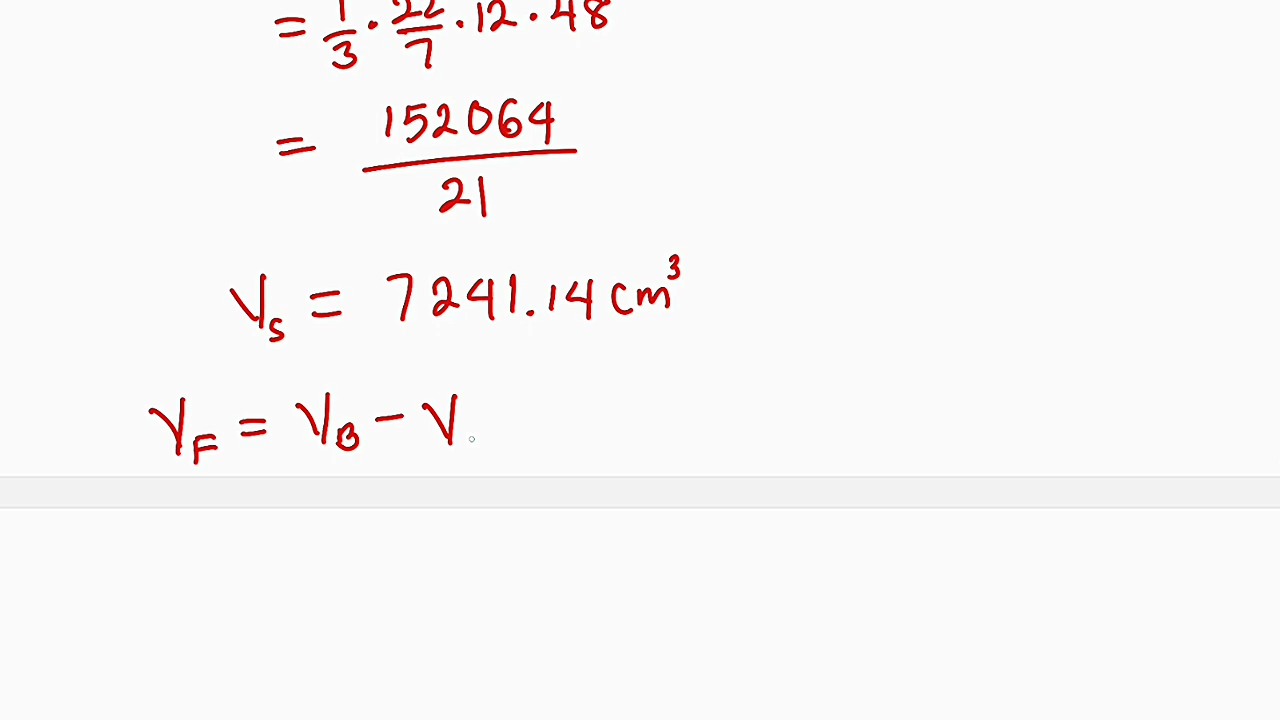 = 1/3 · 22/7 · 12 · 48
= 152064/21
Vs = 7241.14 cm³
VF = VB − V